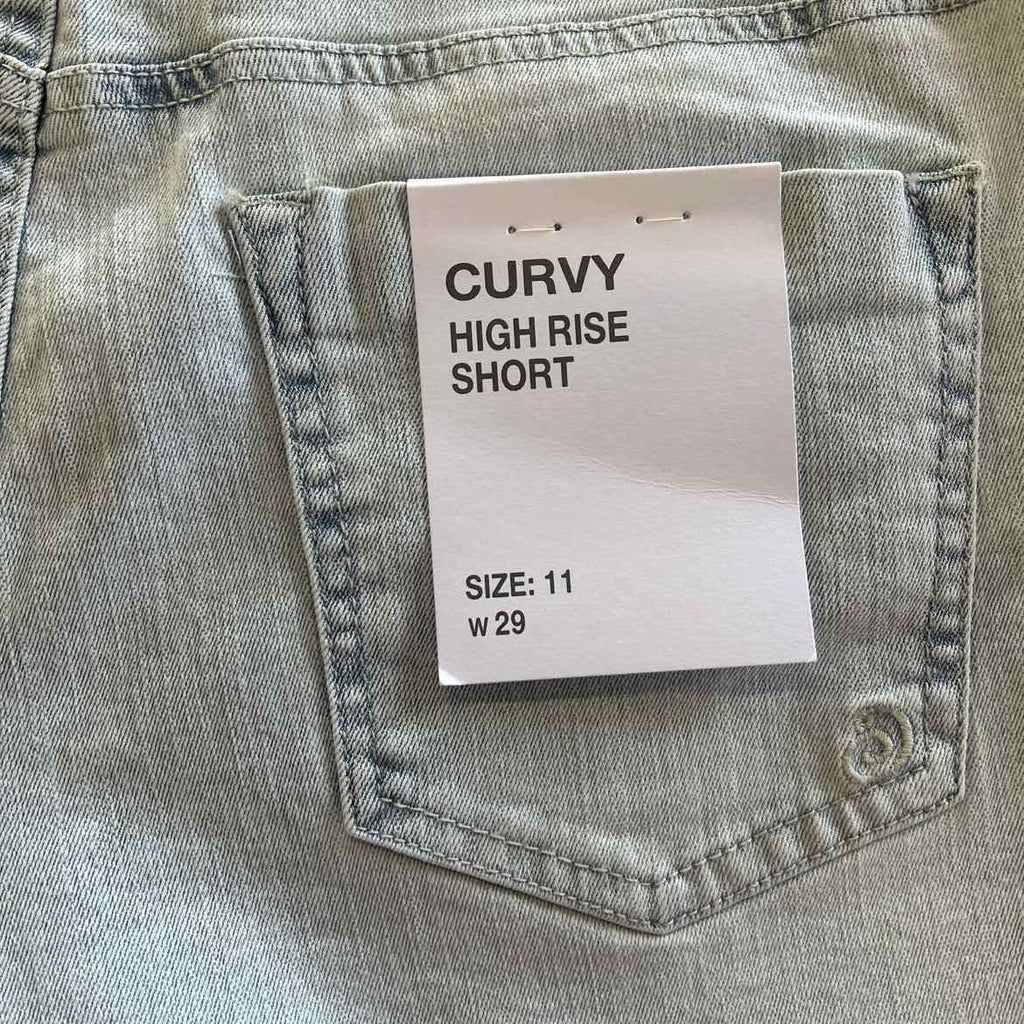 CURVY
HIGH RISE
SHORT
SIZE: 11
W 29